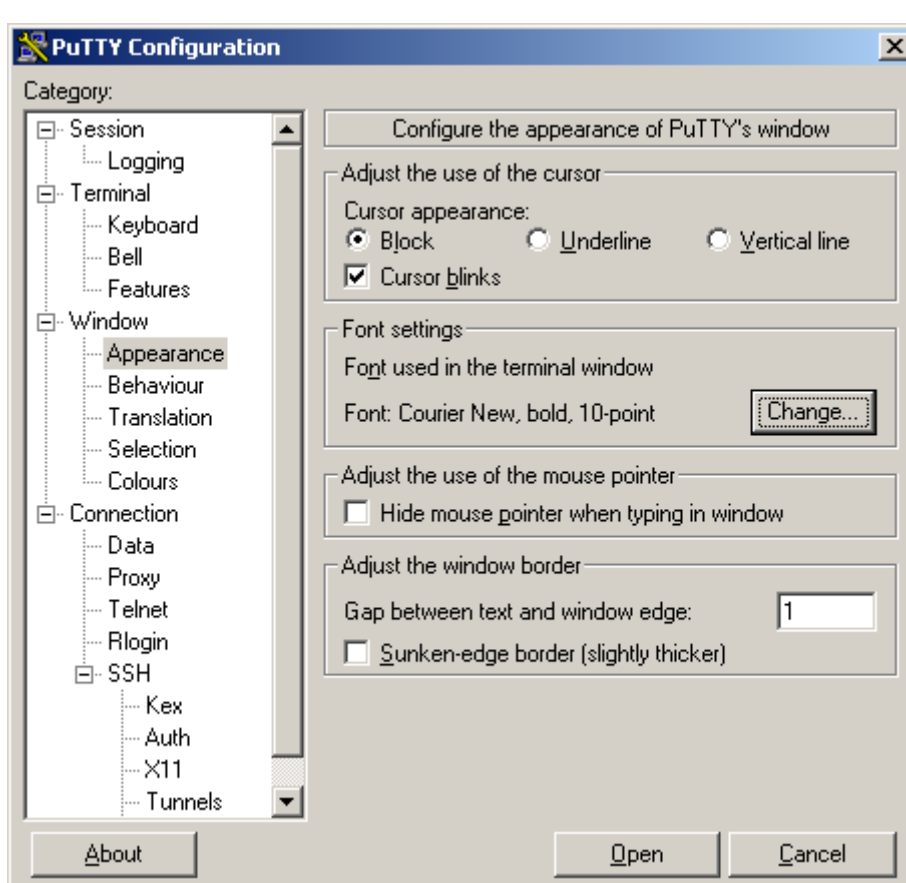 PuTTY Configuration
Category:
Session
Logging
Terminal
Keyboard
Bell
Features
Window
Appearance
Behaviour
Translation
Selection
Colours
Connection
Data
Proxy
Telnet
Rlogin
SSH
Kex
Auth
X11
Tunnels
Configure the appearance of PuTTY's window
Adjust the use of the cursor
Cursor appearance:
Block Underline Vertical line
Cursor blinks
Font settings
Font used in the terminal window
Font: Courier New, bold, 10-point Change...
Adjust the use of the mouse pointer
Hide mouse pointer when typing in window
Adjust the window border
Gap between text and window edge: 1
Sunken-edge border (slightly thicker)
About Open Cancel